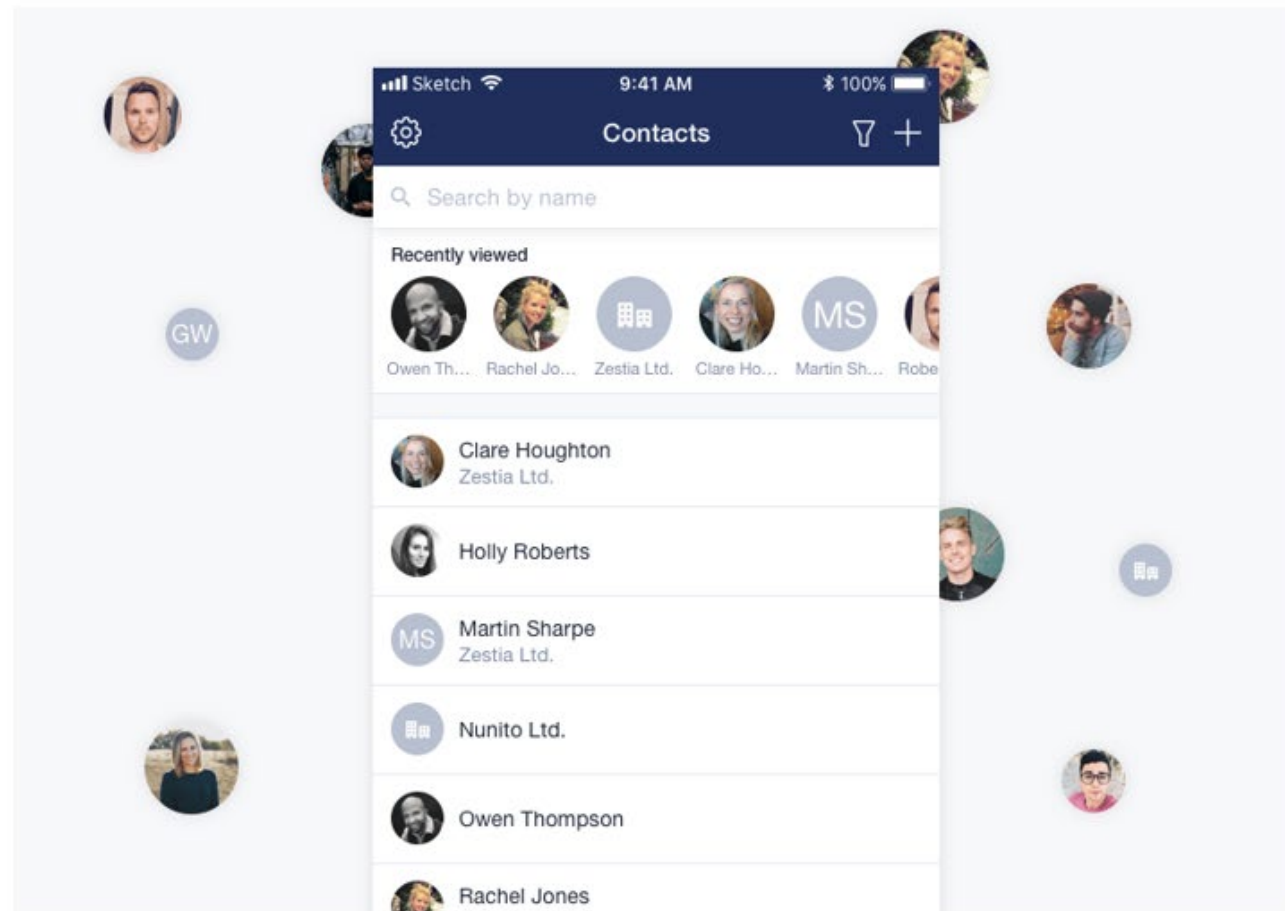 Sketch 9:41 AM 100%
Contacts
Search by name
Recently viewed
GW
MS
Owen Th... Rachel Jo... Zestia Ltd. Clare Ho... Martin Sh... Robe
Clare Houghton
Zestia Ltd.
Holly Roberts
MS
Martin Sharpe
Zestia Ltd.
Nunito Ltd.
Owen Thompson
Rachel Jones